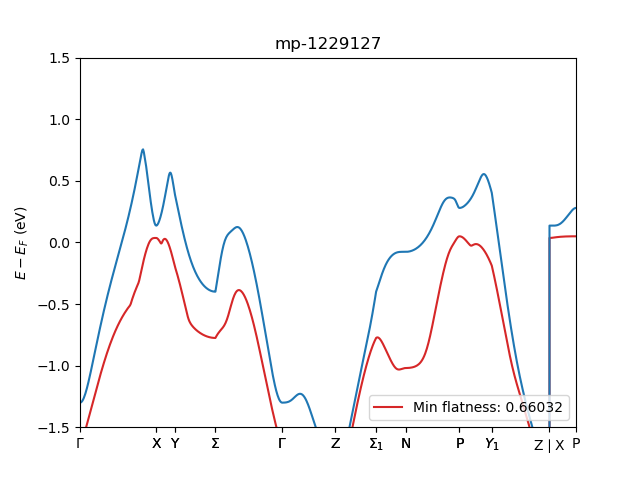 mp-1229127
E − E_F (eV)
1.5
1.0
0.5
0.0
−0.5
−1.0
−1.5
Min flatness: 0.66032
Γ X Y Σ Γ Z Σ₁ N P Y₁ Z | X P